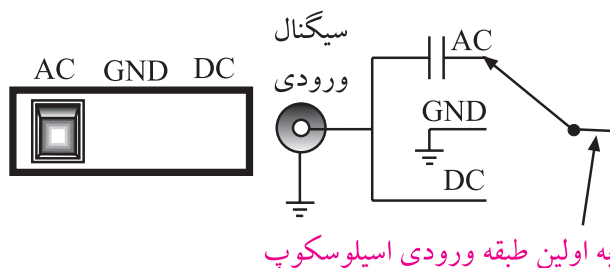 سیگنال
ورودی
AC GND DC
AC
GND
DC
به اولین طبقه ورودی اسیلوسکوپ